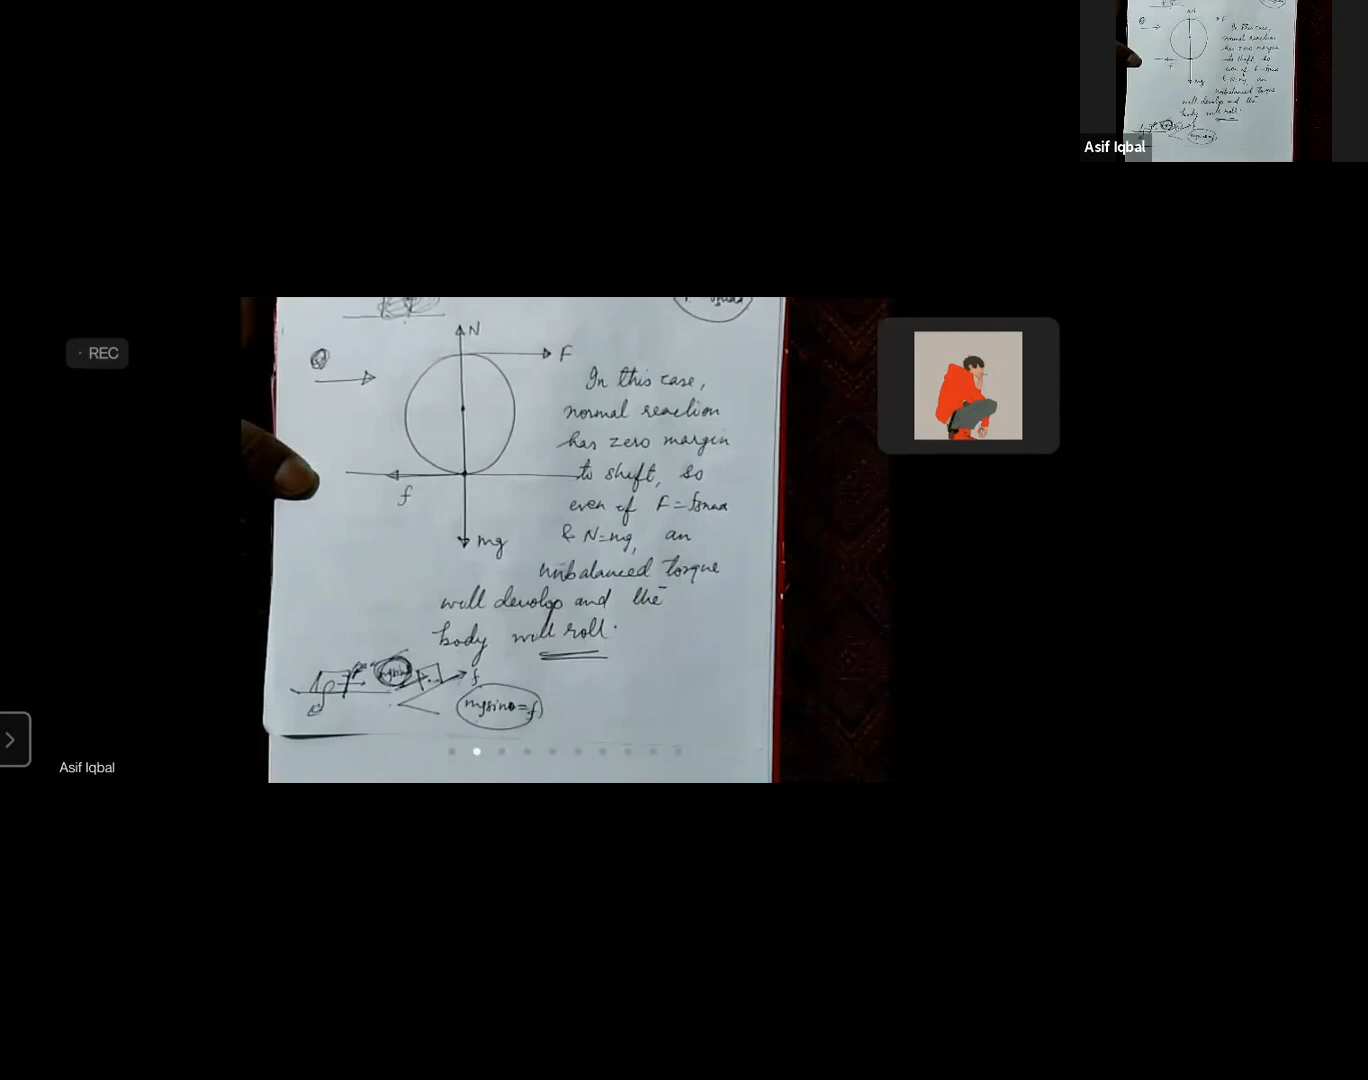 Asif Iqbal
REC
N
F
In this case,
normal reaction
has zero margin
to shift, so
even if F = fsmax
& N=mg, an
unbalanced torque
will develop and the
body will roll.
f
mg
f
mgsinθ = f
Asif Iqbal